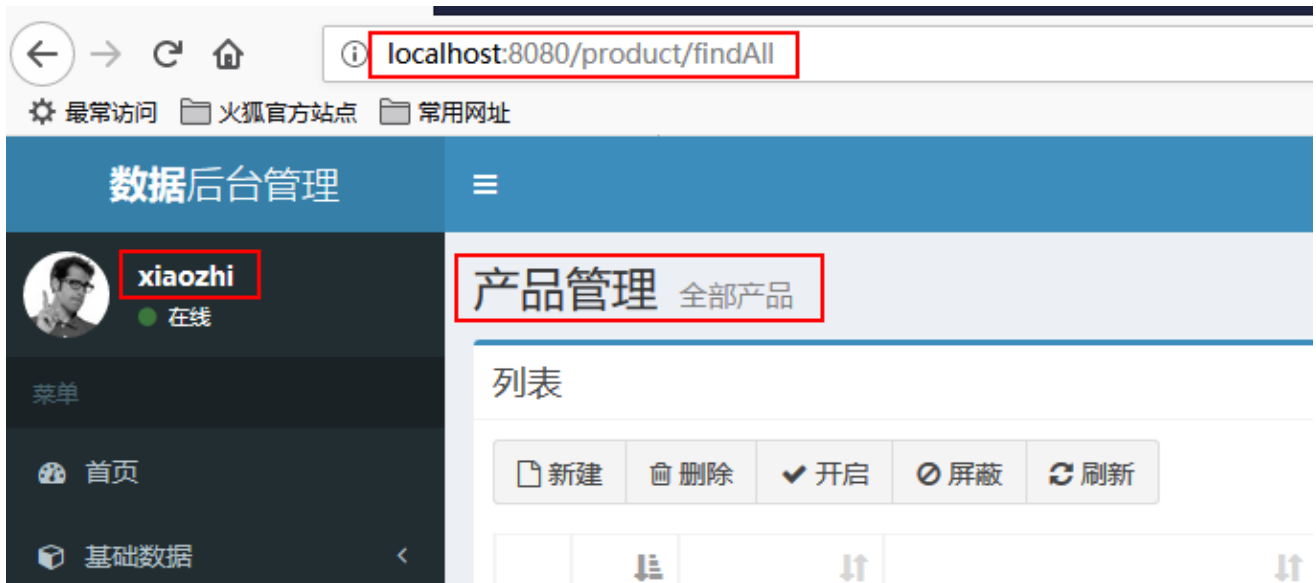 localhost:8080/product/findAll
最常访问 火狐官方站点 常用网址
数据后台管理
xiaozhi
在线
产品管理 全部产品
菜单
列表
首页
新建 删除 开启 屏蔽 刷新
基础数据